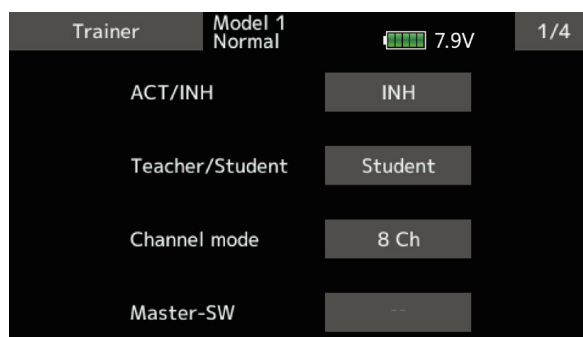 Trainer
Model 1
Normal
7.9V
1/4
ACT/INH INH
Teacher/Student Student
Channel mode 8 Ch
Master-SW --